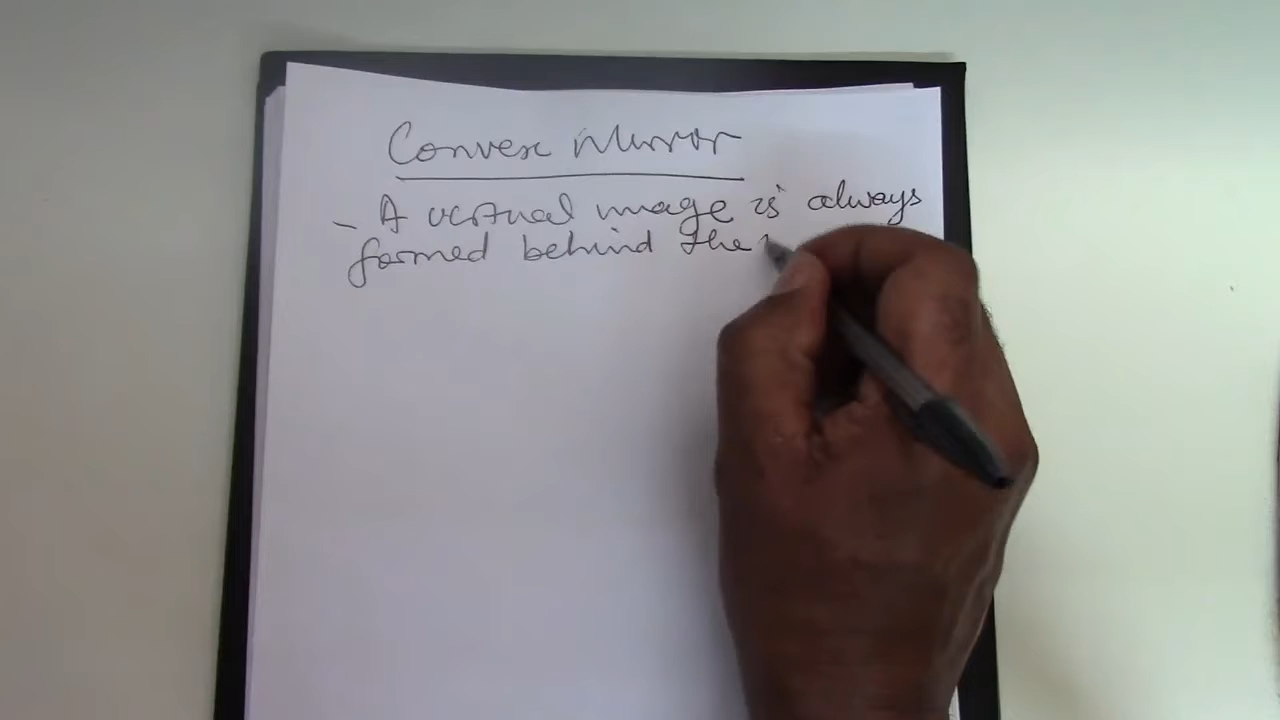 Convex Mirror
- A virtual image is always
formed behind the